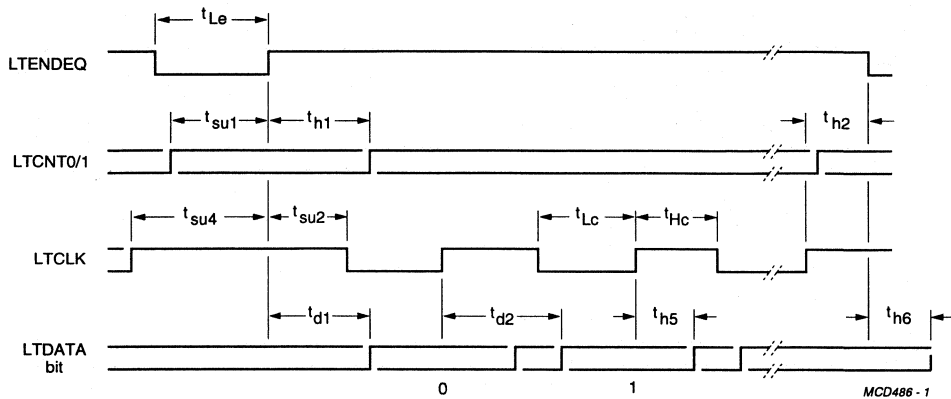 tLe
LTENDEQ
tsu1
th1
th2
LTCNT0/1
tsu4
tsu2
tLc
tHc
LTCLK
td1
td2
th5
th6
LTDATA
bit
0
1
MCD486 - 1